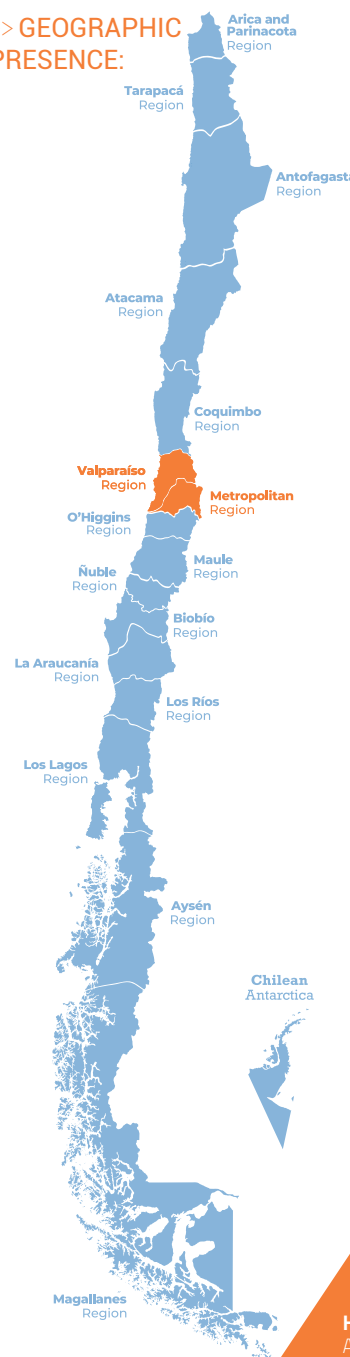 > GEOGRAPHIC
PRESENCE:
Arica and
Parinacota
Region
Tarapacá
Region
Antofagasta
Region
Atacama
Region
Coquimbo
Region
Valparaíso
Region
Metropolitan
Region
O'Higgins
Region
Maule
Region
Ñuble
Region
Biobío
Region
La Araucanía
Region
Los Ríos
Region
Los Lagos
Region
Aysén
Region
Chilean
Antarctica
Magallanes
Region